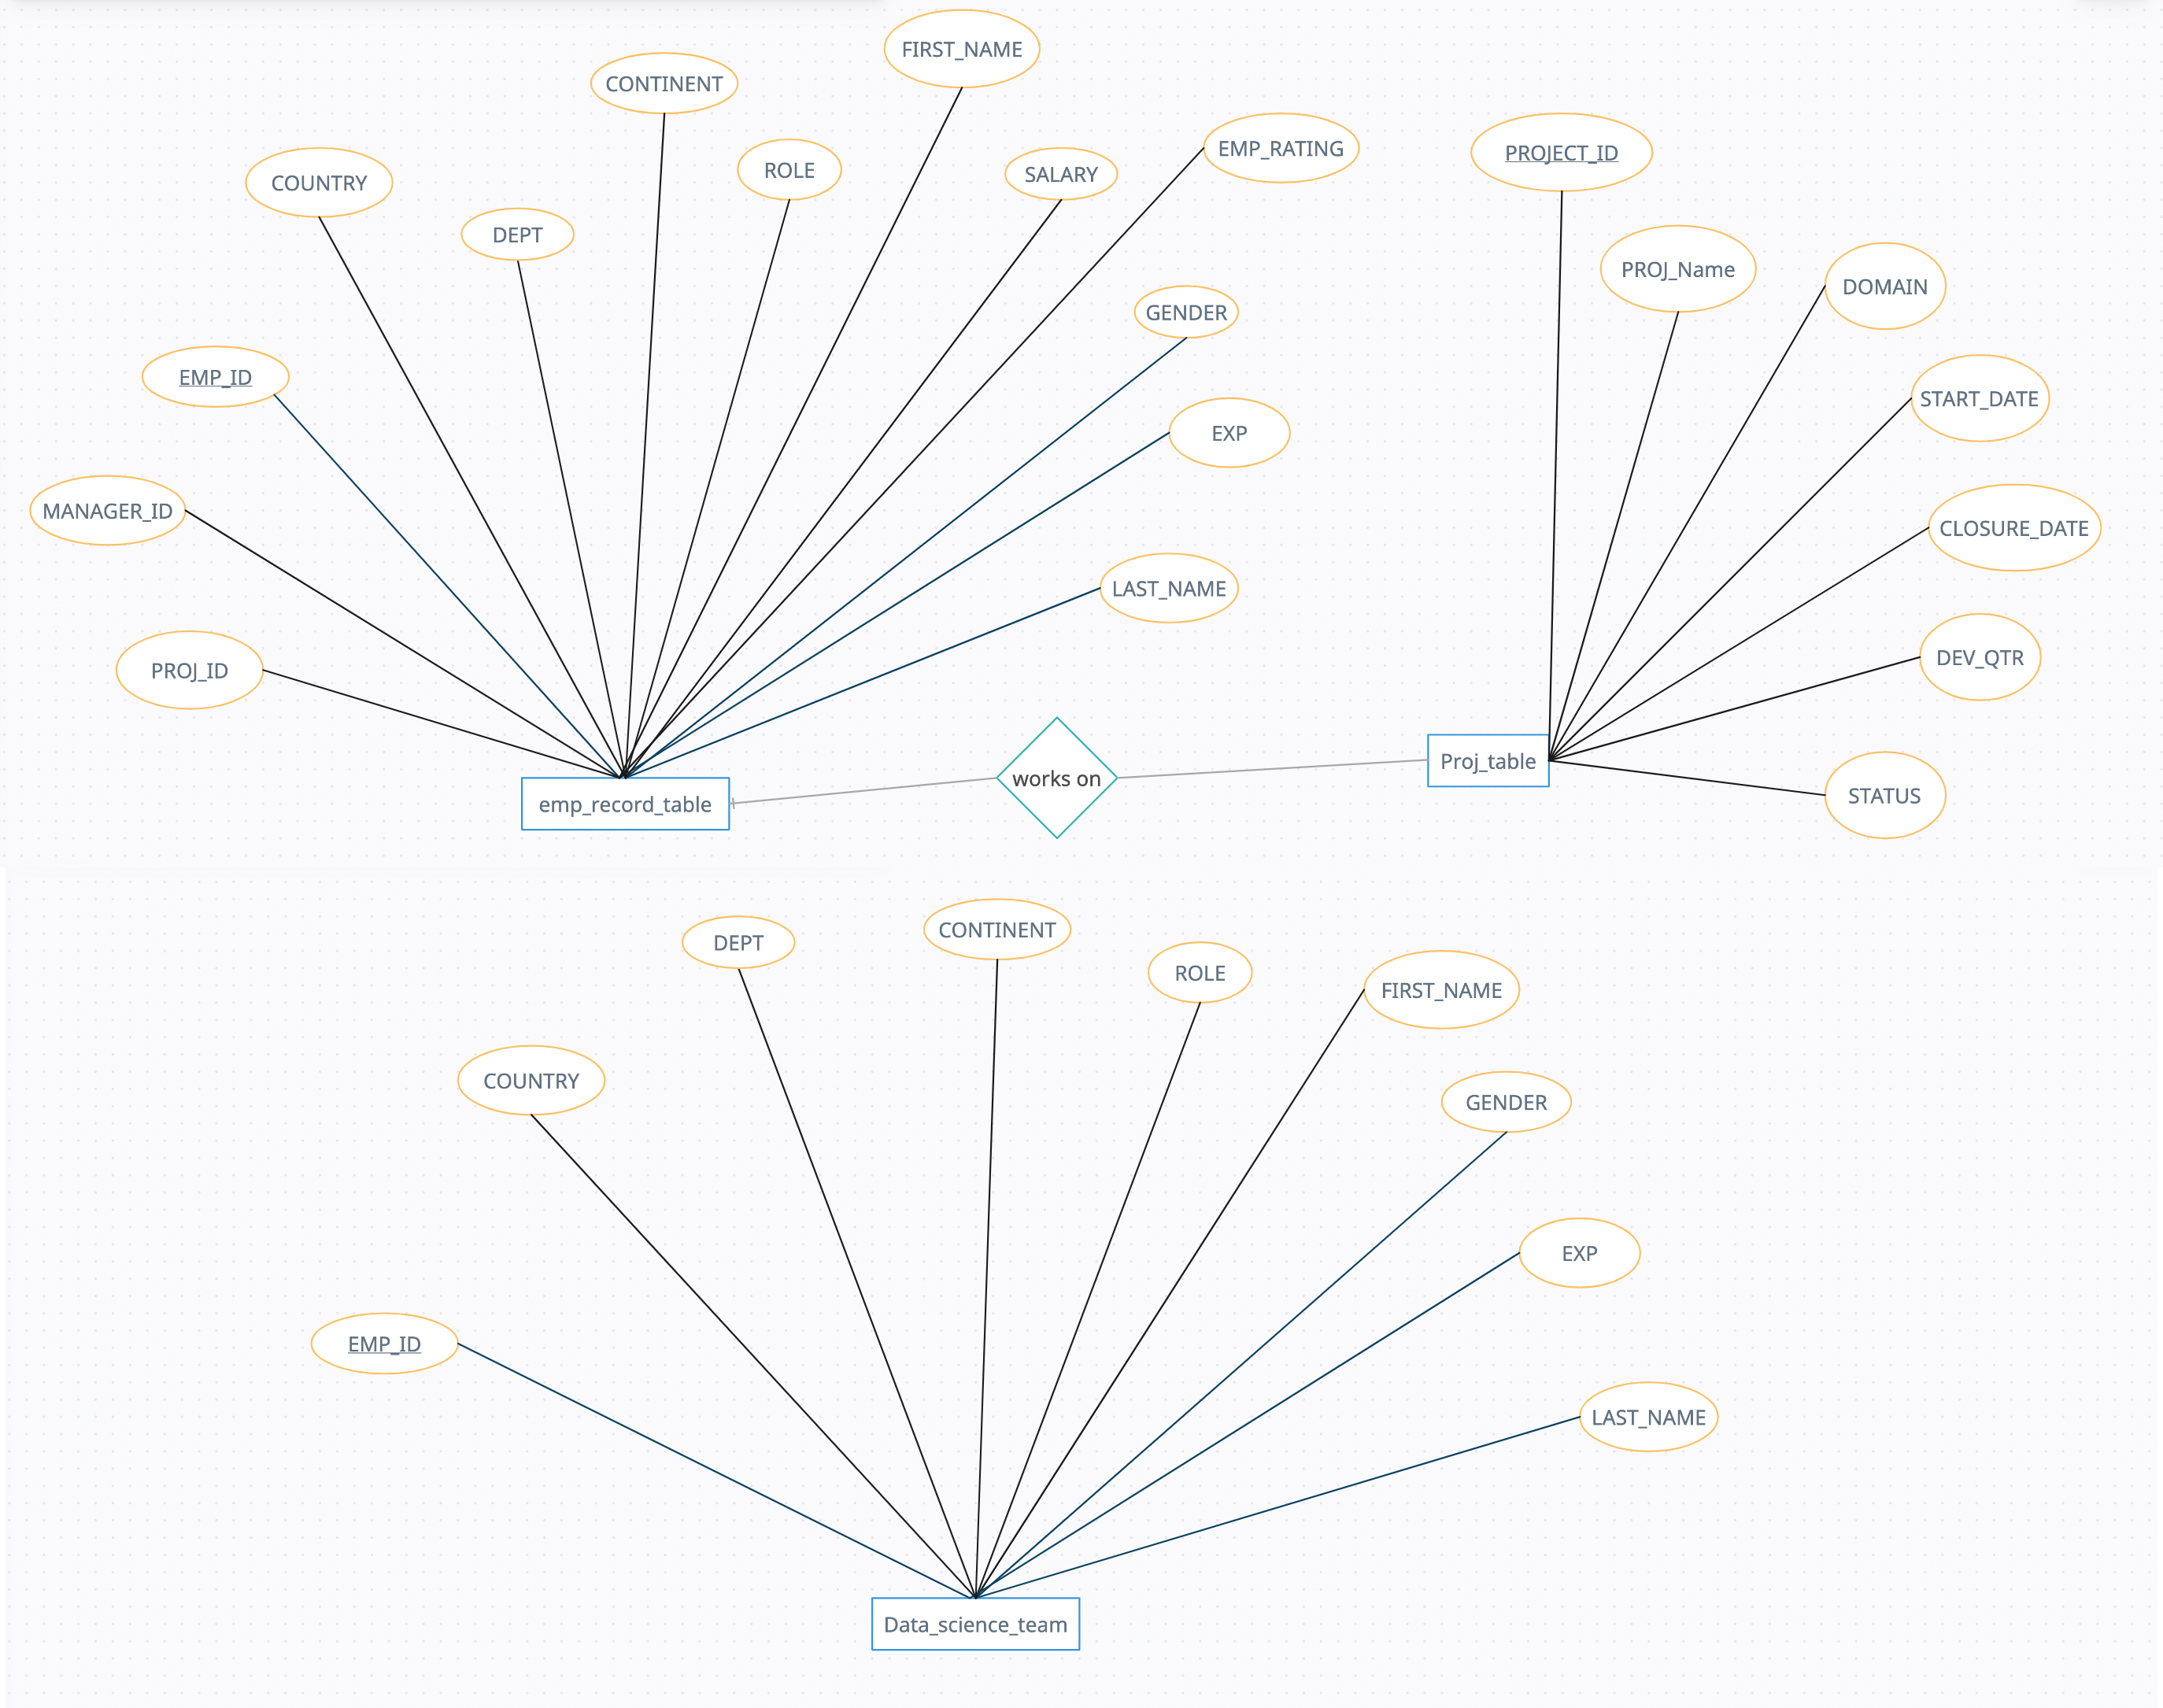 FIRST_NAME
CONTINENT
EMP_RATING
PROJECT_ID
ROLE
SALARY
COUNTRY
DEPT
PROJ_Name
DOMAIN
GENDER
EMP_ID
START_DATE
EXP
MANAGER_ID
CLOSURE_DATE
LAST_NAME
DEV_QTR
PROJ_ID
Proj_table
works on
STATUS
emp_record_table
CONTINENT
DEPT
ROLE
FIRST_NAME
COUNTRY
GENDER
EXP
EMP_ID
LAST_NAME
Data_science_team